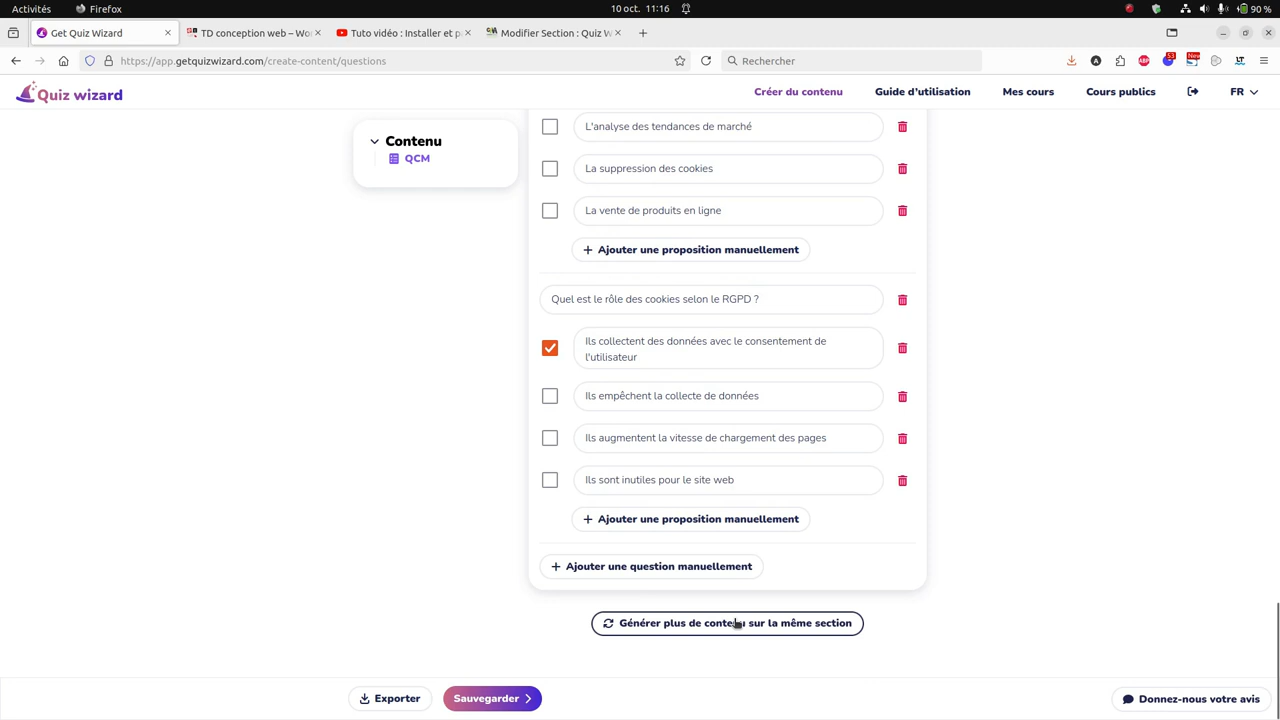 Activités
Firefox
10 oct. 11:16
90 %
Get Quiz Wizard
TD conception web – Wo
Tuto vidéo : Installer et p
Modifier Section : Quiz W
https://app.getquizwizard.com/create-content/questions
Rechercher
ABP
53
New
LT
Quiz wizard
Créer du contenu
Guide d'utilisation
Mes cours
Cours publics
FR
Contenu
QCM
L'analyse des tendances de marché
La suppression des cookies
La vente de produits en ligne
+ Ajouter une proposition manuellement
Quel est le rôle des cookies selon le RGPD ?
Ils collectent des données avec le consentement de
l'utilisateur
Ils empêchent la collecte de données
Ils augmentent la vitesse de chargement des pages
Ils sont inutiles pour le site web
+ Ajouter une proposition manuellement
+ Ajouter une question manuellement
Générer plus de contenu sur la même section
Exporter
Sauvegarder
Donnez-nous votre avis